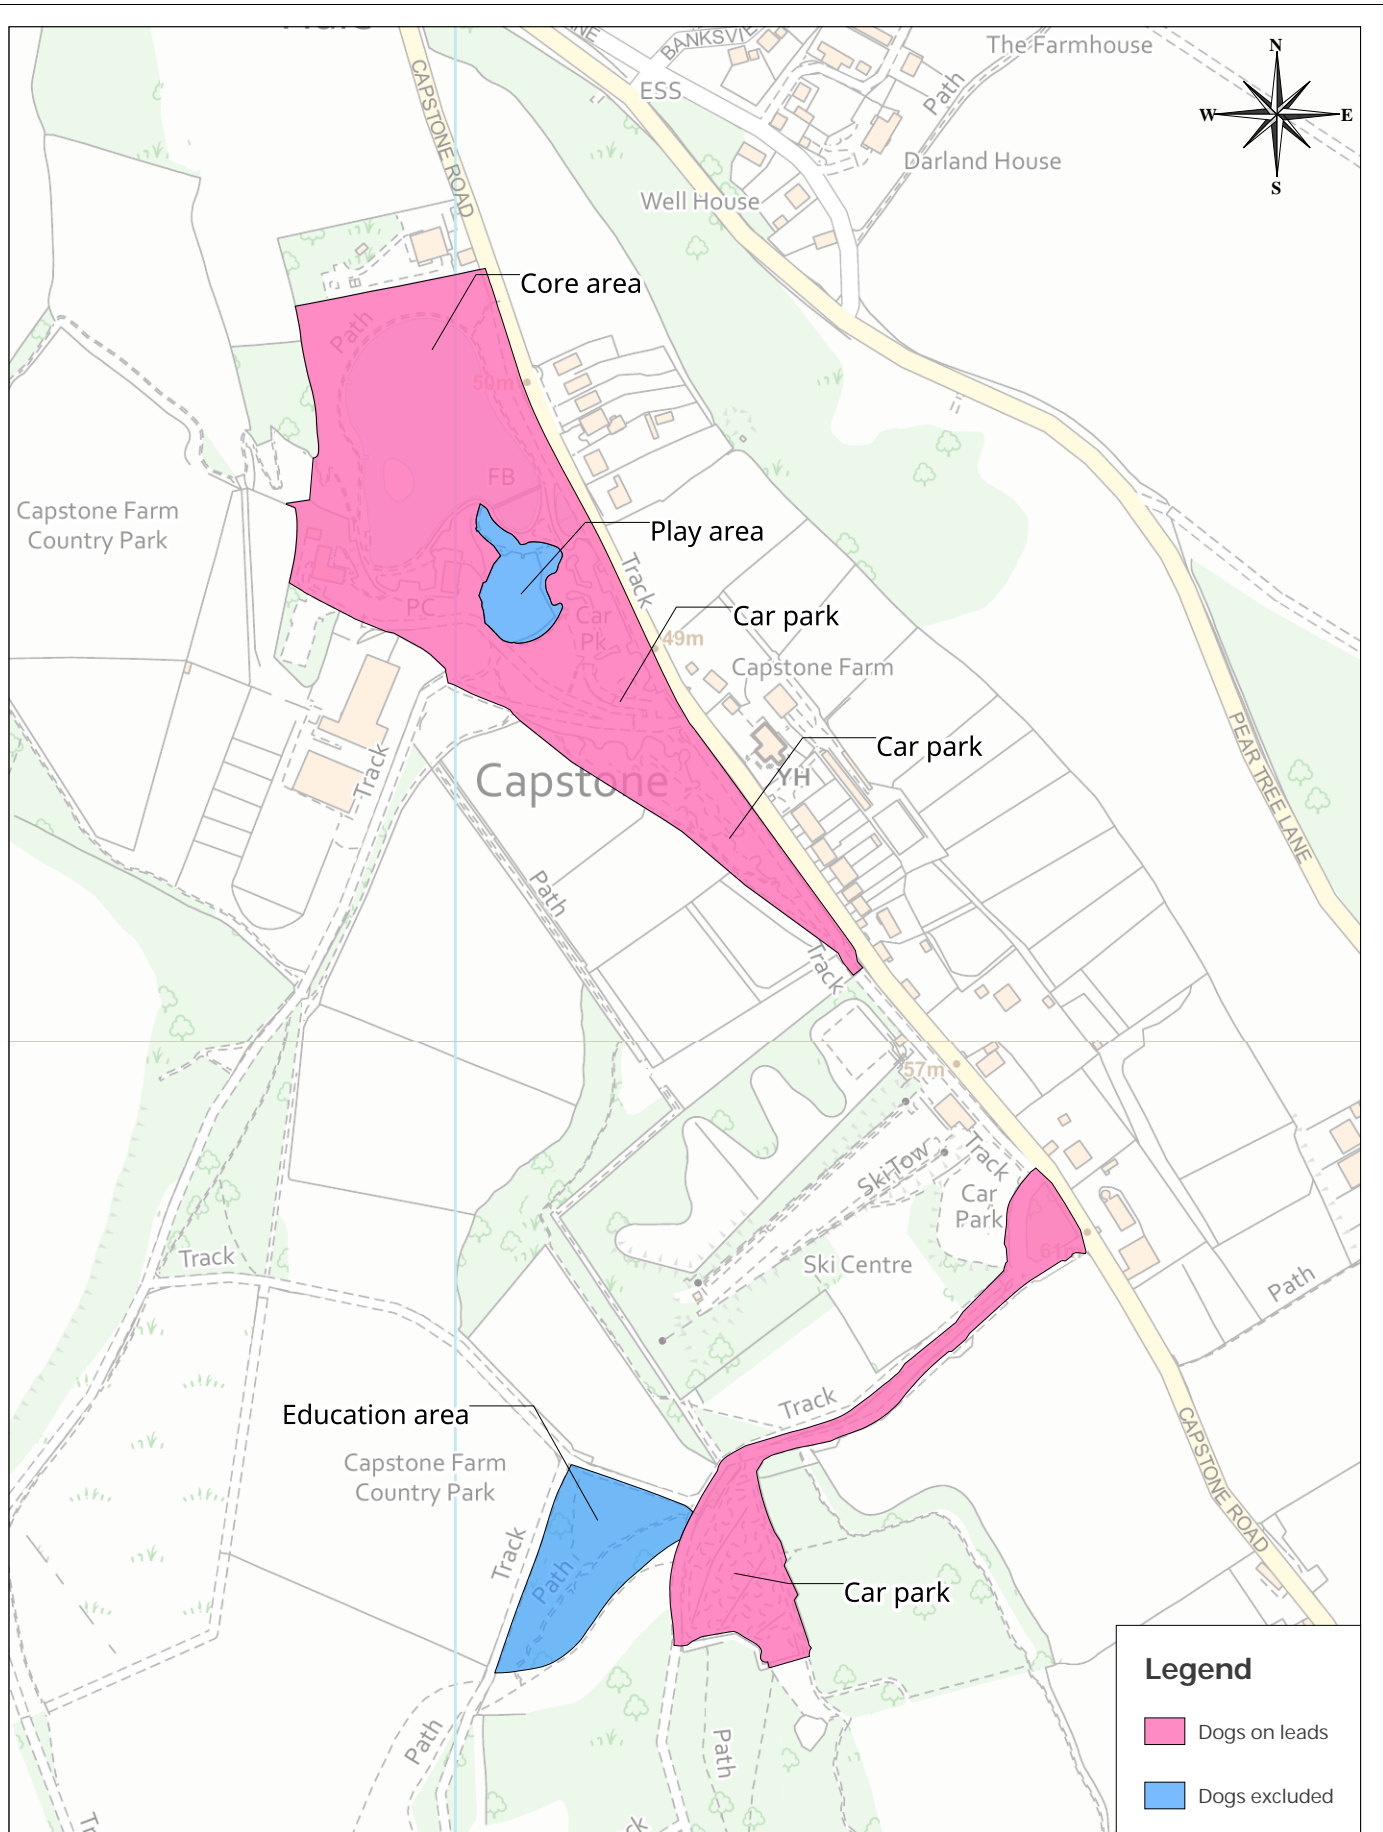 BANKSVIE
The Farmhouse
N
CAPSTONE ROAD
ESS
Path
W
E
Darland House
S
Well House
Core area
Path
50m
FB
Capstone Farm
Country Park
Play area
Track
PC
Car
Pk
Car park
49m
Capstone Farm
Car park
YH
PEAR TREE LANE
Track
Capstone
Path
Track
57m
Ski Tow
Track
Car
Park
61m
Track
Ski Centre
Path
Track
Education area
CAPSTONE ROAD
Capstone Farm
Country Park
Track
Path
Car park
Legend
Path
Path
Dogs on leads
Dogs excluded